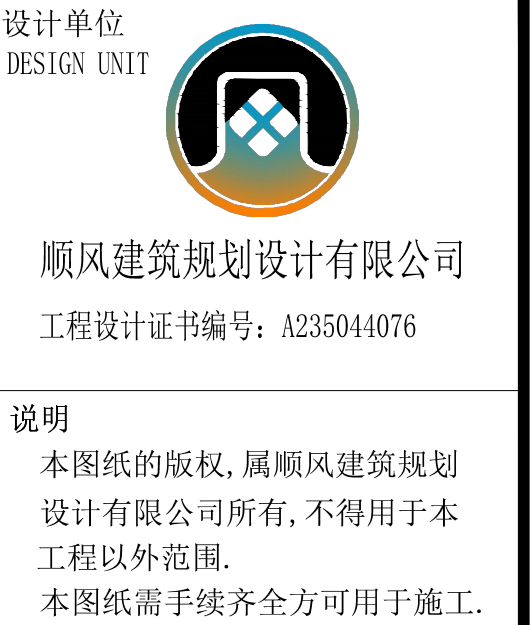 设计单位
DESIGN UNIT
顺风建筑规划设计有限公司
工程设计证书编号：A235044076
说明
本图纸的版权,属顺风建筑规划
设计有限公司所有,不得用于本
工程以外范围.
本图纸需手续齐全方可用于施工.